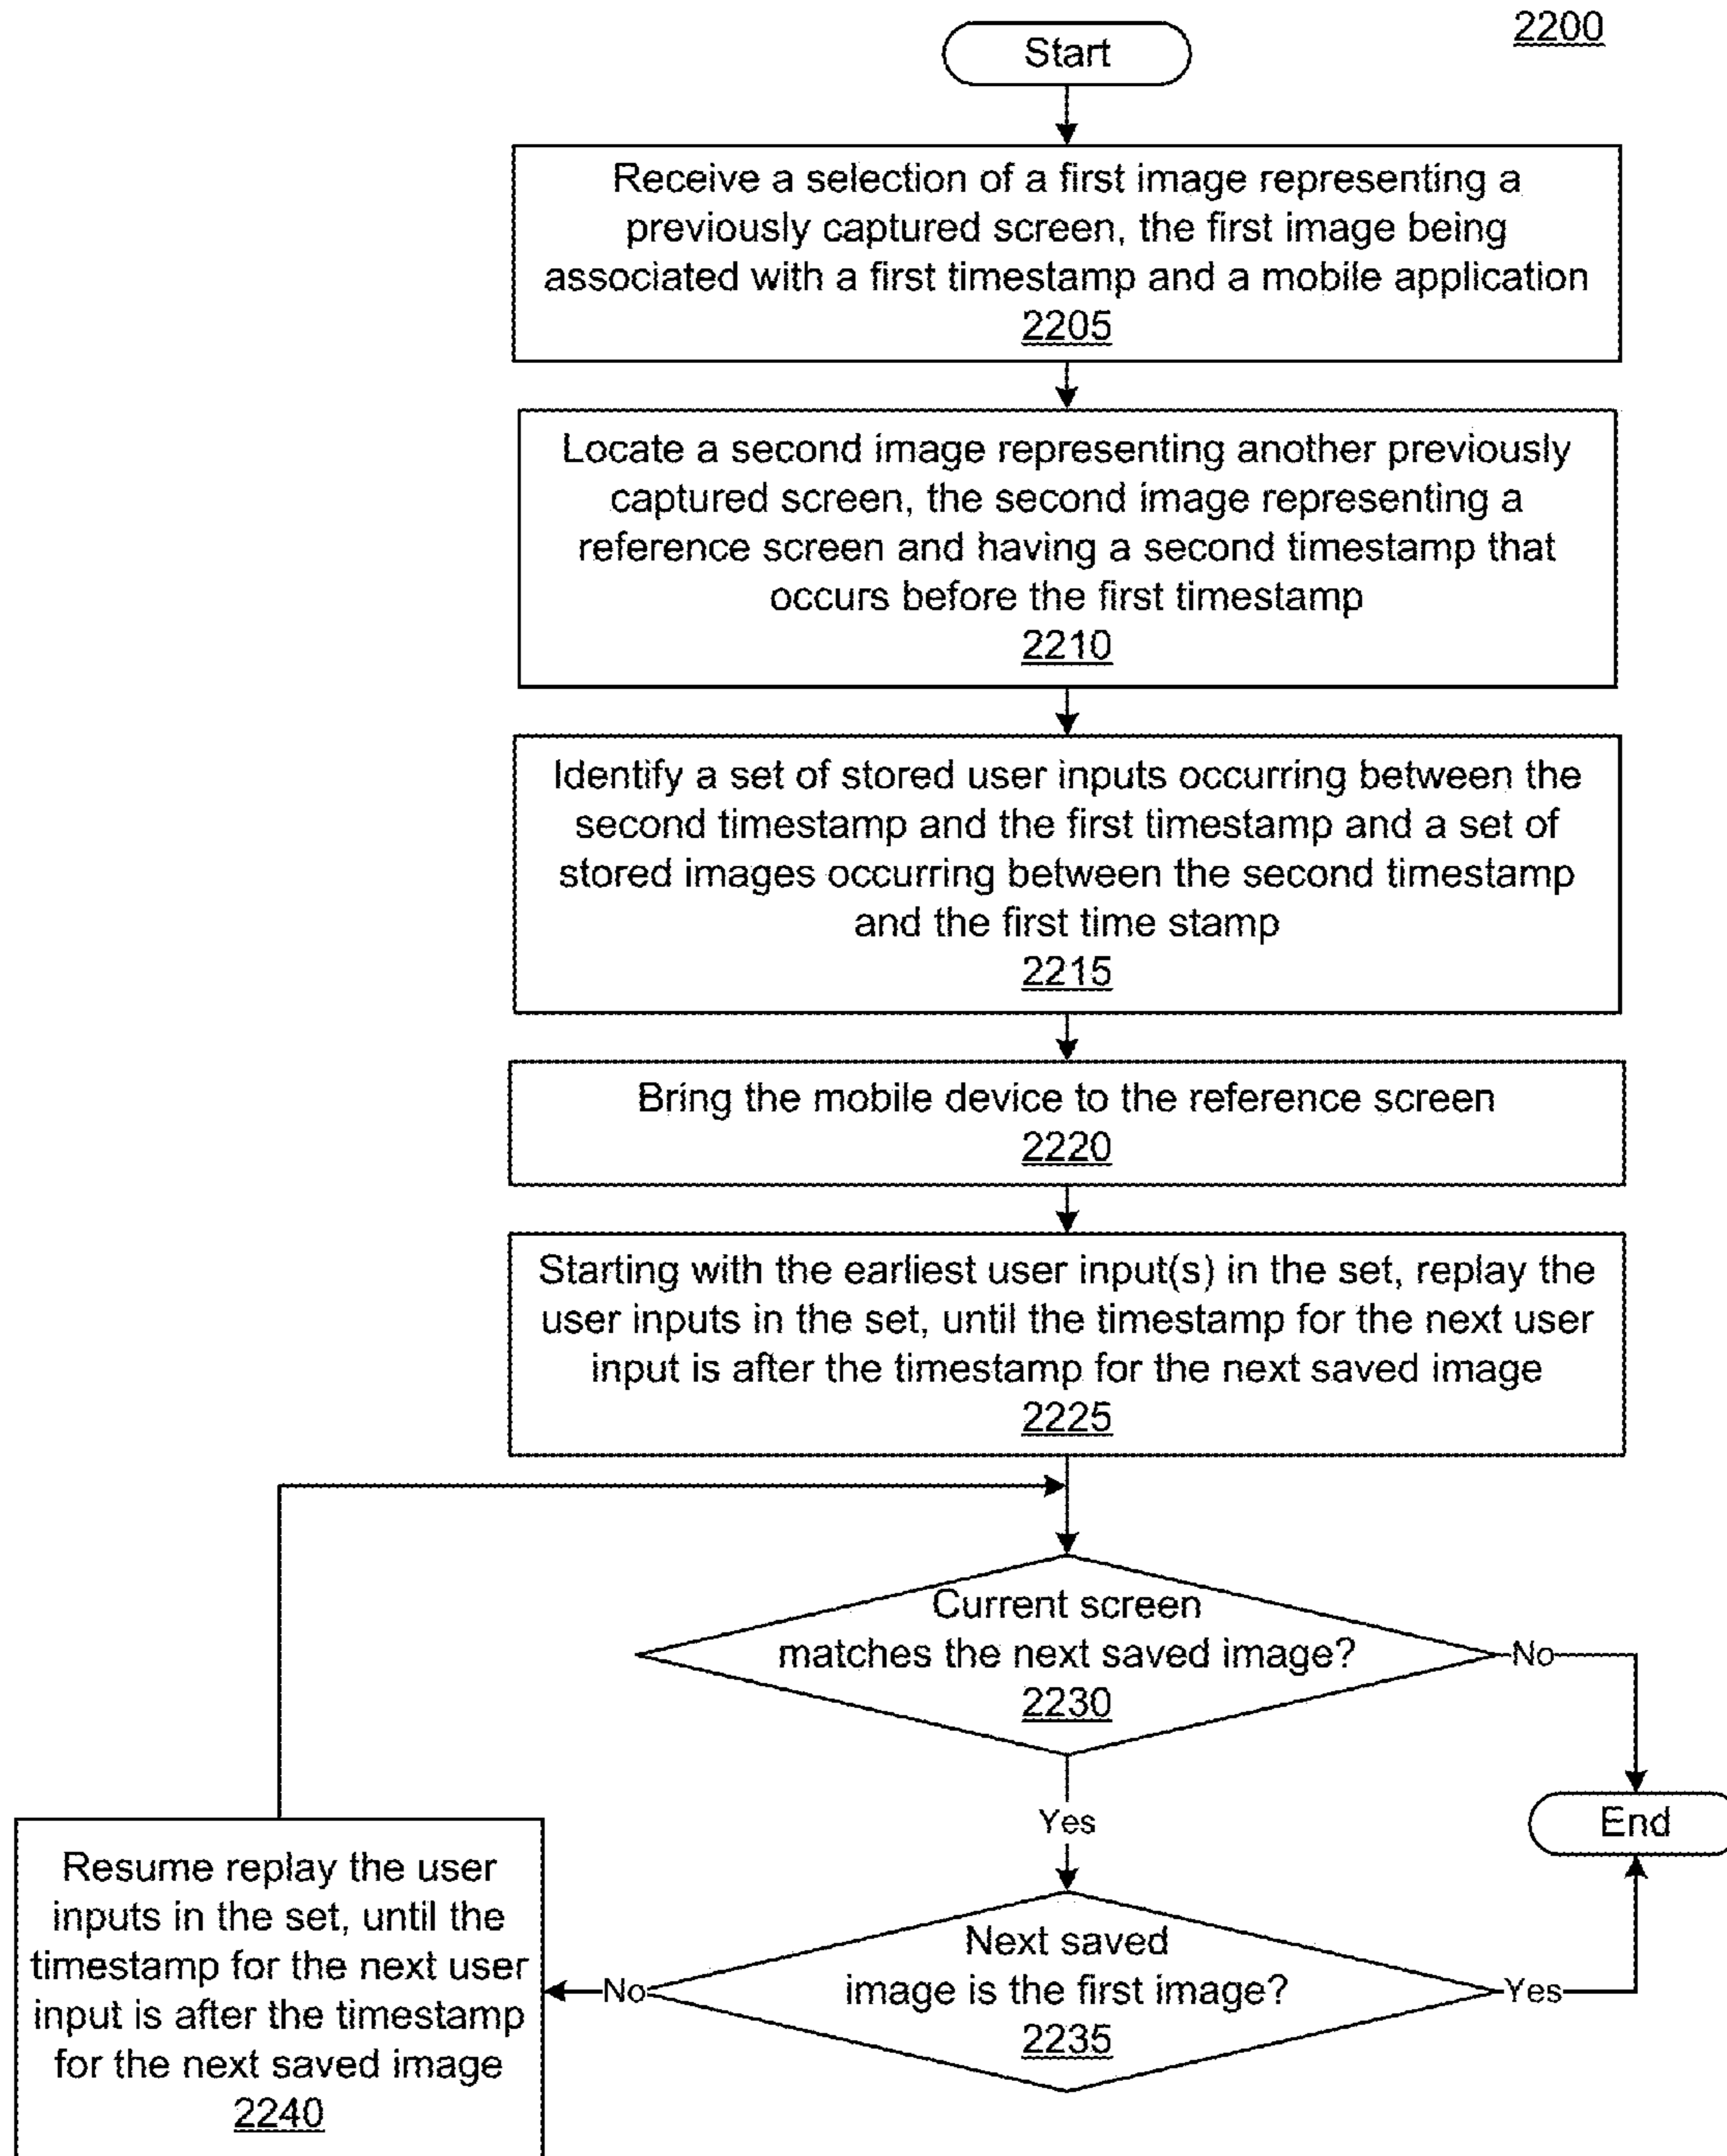 2200
Start
Receive a selection of a first image representing a
previously captured screen, the first image being
associated with a first timestamp and a mobile application
2205
Locate a second image representing another previously
captured screen, the second image representing a
reference screen and having a second timestamp that
occurs before the first timestamp
2210
Identify a set of stored user inputs occurring between the
second timestamp and the first timestamp and a set of
stored images occurring between the second timestamp
and the first time stamp
2215
Bring the mobile device to the reference screen
2220
Starting with the earliest user input(s) in the set, replay the
user inputs in the set, until the timestamp for the next user
input is after the timestamp for the next saved image
2225
Current screen
matches the next saved image?
2230
No
Yes
End
Resume replay the user
inputs in the set, until the
timestamp for the next user
input is after the timestamp
for the next saved image
2240
No
Next saved
image is the first image?
2235
Yes